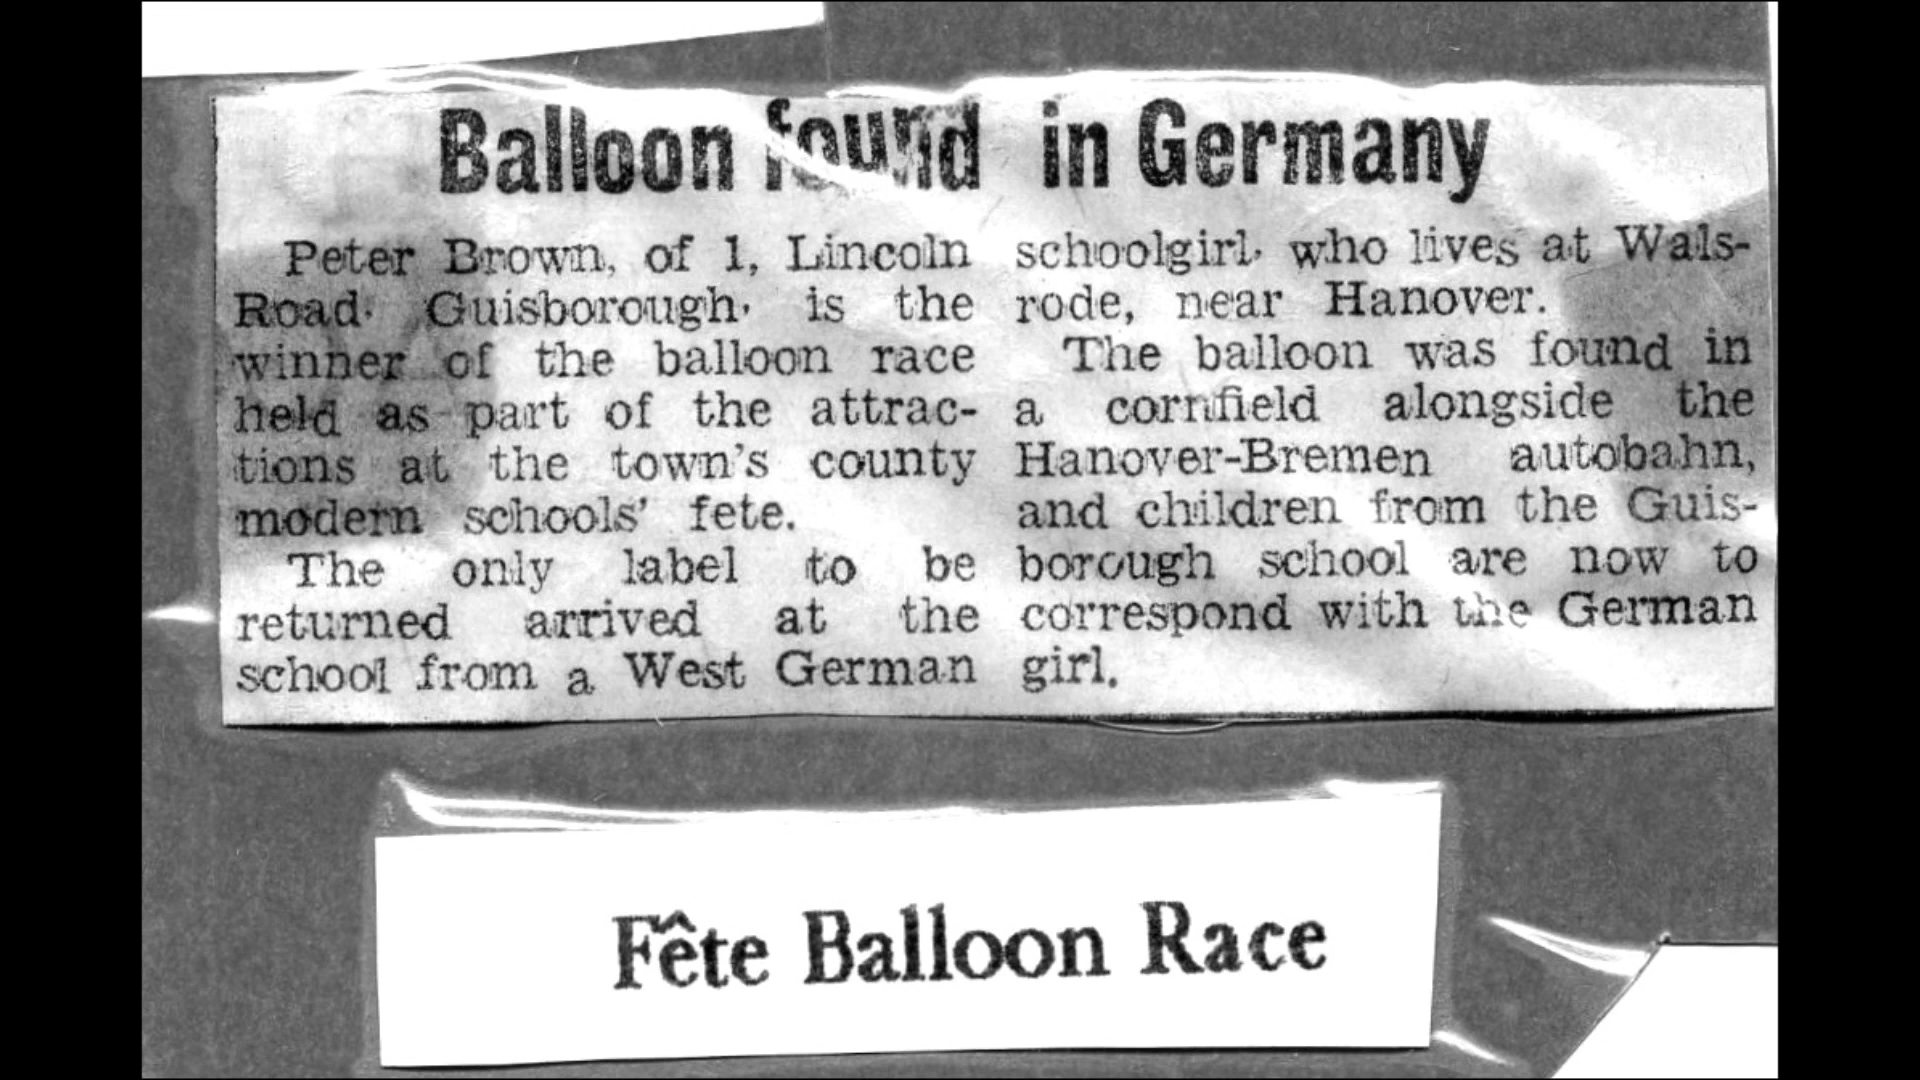 Balloon found in Germany
Peter Brown, of 1, Lincoln
Road, Guisborough, is the
winner of the balloon race
held as part of the attrac-
tions at the town's county
modern schools' fete.
The only label to be
returned arrived at the
school from a West German
schoolgirl, who lives at Wals-
rode, near Hanover.
The balloon was found in
a cornfield alongside the
Hanover-Bremen autobahn,
and children from the Guis-
borough school are now to
correspond with the German
girl.
Fête Balloon Race